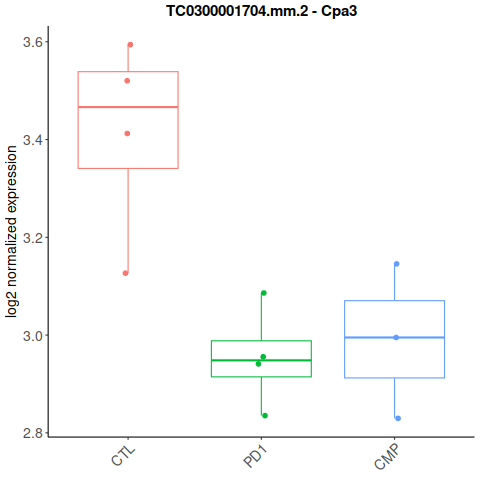 TC0300001704.mm.2 - Cpa3
log2 normalized expression
3.6
3.4
3.2
3.0
2.8
CTL
PD1
CMP